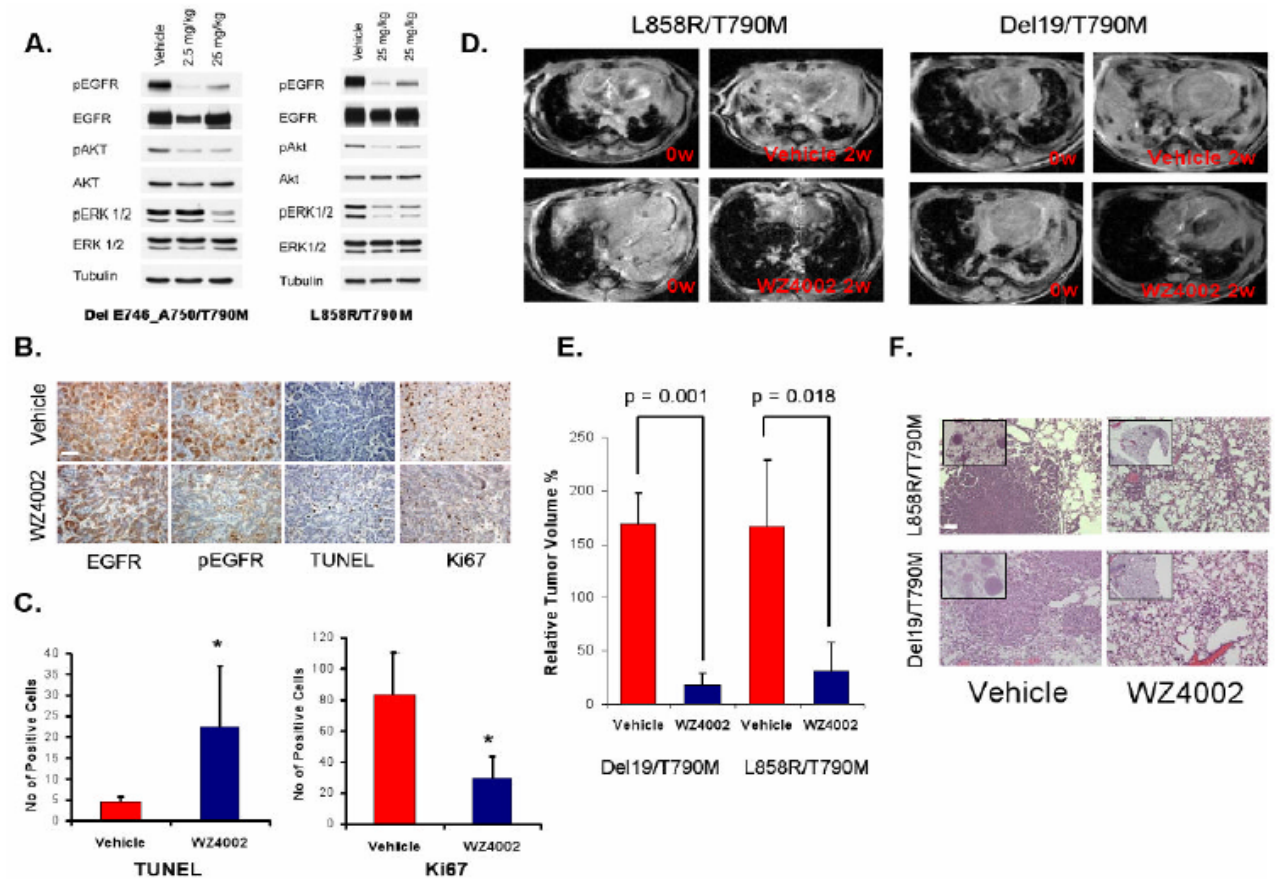 A.
Vehicle
2.5 mg/kg
25 mg/kg
pEGFR
EGFR
pAKT
AKT
pERK 1/2
ERK 1/2
Tubulin
Del E746_A750/T790M
Vehicle
25 mg/kg
25 mg/kg
pEGFR
EGFR
pAkt
Akt
pERK1/2
ERK1/2
Tubulin
L858R/T790M
D.
L858R/T790M
Del19/T790M
0w
Vehicle 2w
0w
Vehicle 2w
0w
WZ4002 2w
0w
WZ4002 2w
B.
Vehicle
WZ4002
EGFR
pEGFR
TUNEL
Ki67
C.
No of Positive Cells
40
35
30
25
20
15
10
5
0
*
Vehicle
WZ4002
TUNEL
No of Positive Cells
120
100
80
60
40
20
0
*
Vehicle
WZ4002
Ki67
E.
p = 0.001
p = 0.018
Relative Tumor Volume %
250
200
150
100
50
0
Vehicle
WZ4002
Vehicle
WZ4002
Del19/T790M
L858R/T790M
F.
L858R/T790M
Del19/T790M
Vehicle
WZ4002